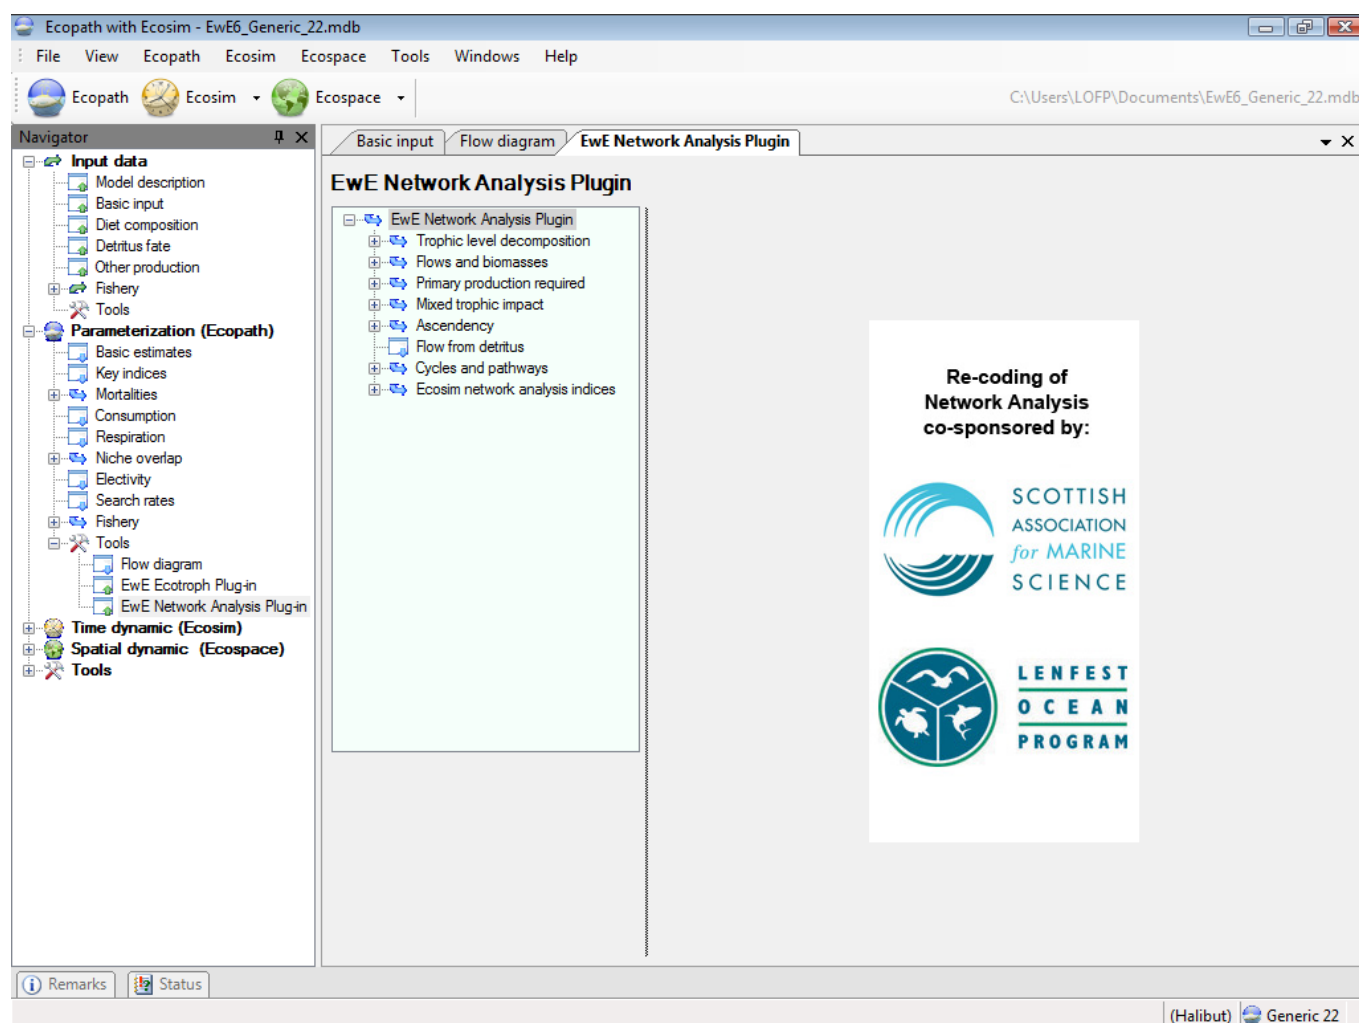 Ecopath with Ecosim - EwE6_Generic_22.mdb
File View Ecopath Ecosim Ecospace Tools Windows Help
Ecopath Ecosim Ecospace C:\Users\LOFP\Documents\EwE6_Generic_22.mdb
Navigator
Input data
Model description
Basic input
Diet composition
Detritus fate
Other production
Fishery
Tools
Parameterization (Ecopath)
Basic estimates
Key indices
Mortalities
Consumption
Respiration
Niche overlap
Electivity
Search rates
Fishery
Tools
Flow diagram
EwE Ecotroph Plug-in
EwE Network Analysis Plug-in
Time dynamic (Ecosim)
Spatial dynamic (Ecospace)
Tools
Basic input Flow diagram EwE Network Analysis Plugin
EwE Network Analysis Plugin
EwE Network Analysis Plugin
Trophic level decomposition
Flows and biomasses
Primary production required
Mixed trophic impact
Ascendency
Flow from detritus
Cycles and pathways
Ecosim network analysis indices
Re-coding of
Network Analysis
co-sponsored by:
SCOTTISH
ASSOCIATION
for MARINE
SCIENCE
LENFEST
OCEAN
PROGRAM
Remarks Status
(Halibut) Generic 22